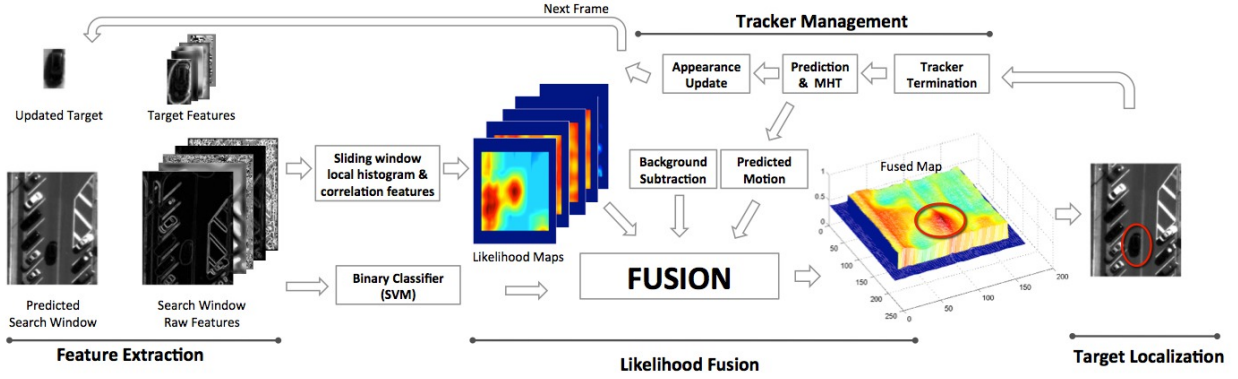 Next Frame
Tracker Management
Appearance
Update
Prediction
& MHT
Tracker
Termination
Updated Target
Target Features
Sliding window
local histogram &
correlation features
Background
Subtraction
Predicted
Motion
Fused Map
1
0.5
0
0
50
100
150
200
250
0
50
100
150
200
Likelihood Maps
FUSION
Binary Classifier
(SVM)
Predicted
Search Window
Search Window
Raw Features
Feature Extraction
Likelihood Fusion
Target Localization